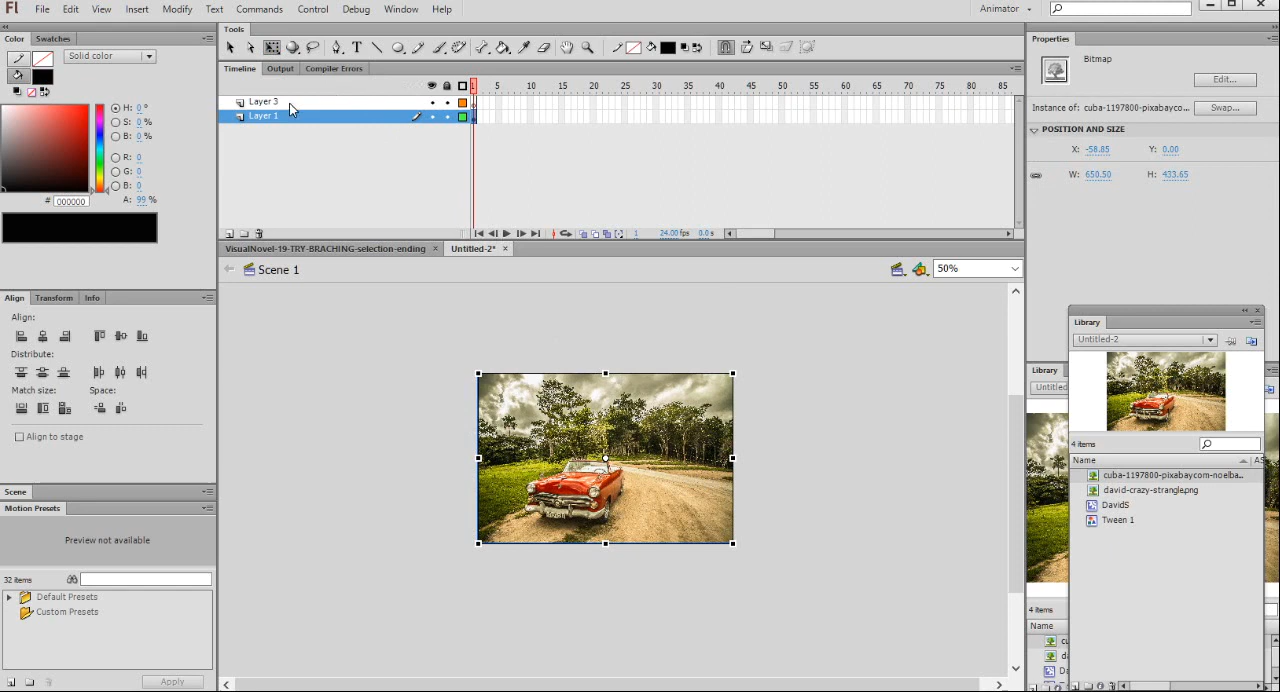 Fl File Edit View Insert Modify Text Commands Control Debug Window Help Animator
Color Swatches
Solid color
H: 0 °
S: 0 %
B: 0 %
R: 0
G: 0
B: 0
# 000000 A: 99 %
Align Transform Info
Align:
Distribute:
Match size: Space:
Align to stage
Scene
Motion Presets
Preview not available
32 items
Default Presets
Custom Presets
Apply
Tools
Timeline Output Compiler Errors
1 5 10 15 20 25 30 35 40 45 50 55 60 65 70 75 80 85
Layer 3
Layer 1
1 24.00 fps 0.0 s
VisualNovel-19-TRY-BRACHING-selection-ending × Untitled-2* ×
Scene 1 50%
Properties
Bitmap
Edit...
Instance of: cuba-1197800-pixabayco... Swap...
POSITION AND SIZE
X: -58.85 Y: 0.00
W: 650.50 H: 433.65
Library
Untitled-2
4 items
Name AS
cuba-1197800-pixabaycom-noelba...
david-crazy-strangle.png
DavidS
Tween 1
Library
Untitled
4 items
Name